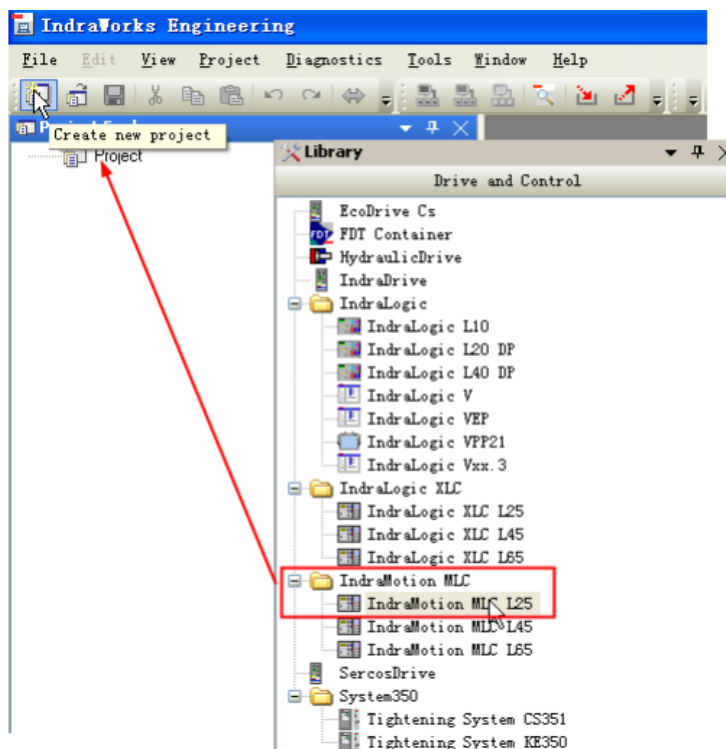 IndraWorks Engineering
File Edit View Project Diagnostics Tools Window Help
Create new project
Project
Library
Drive and Control
EcoDrive Cs
FDT Container
HydraulicDrive
IndraDrive
IndraLogic
IndraLogic L10
IndraLogic L20 DP
IndraLogic L40 DP
IndraLogic V
IndraLogic VEP
IndraLogic VPP21
IndraLogic Vxx.3
IndraLogic XLC
IndraLogic XLC L25
IndraLogic XLC L45
IndraLogic XLC L65
IndraMotion MLC
IndraMotion MLC L25
IndraMotion MLC L45
IndraMotion MLC L65
SercosDrive
System350
Tightening System CS351
Tightening System KE350